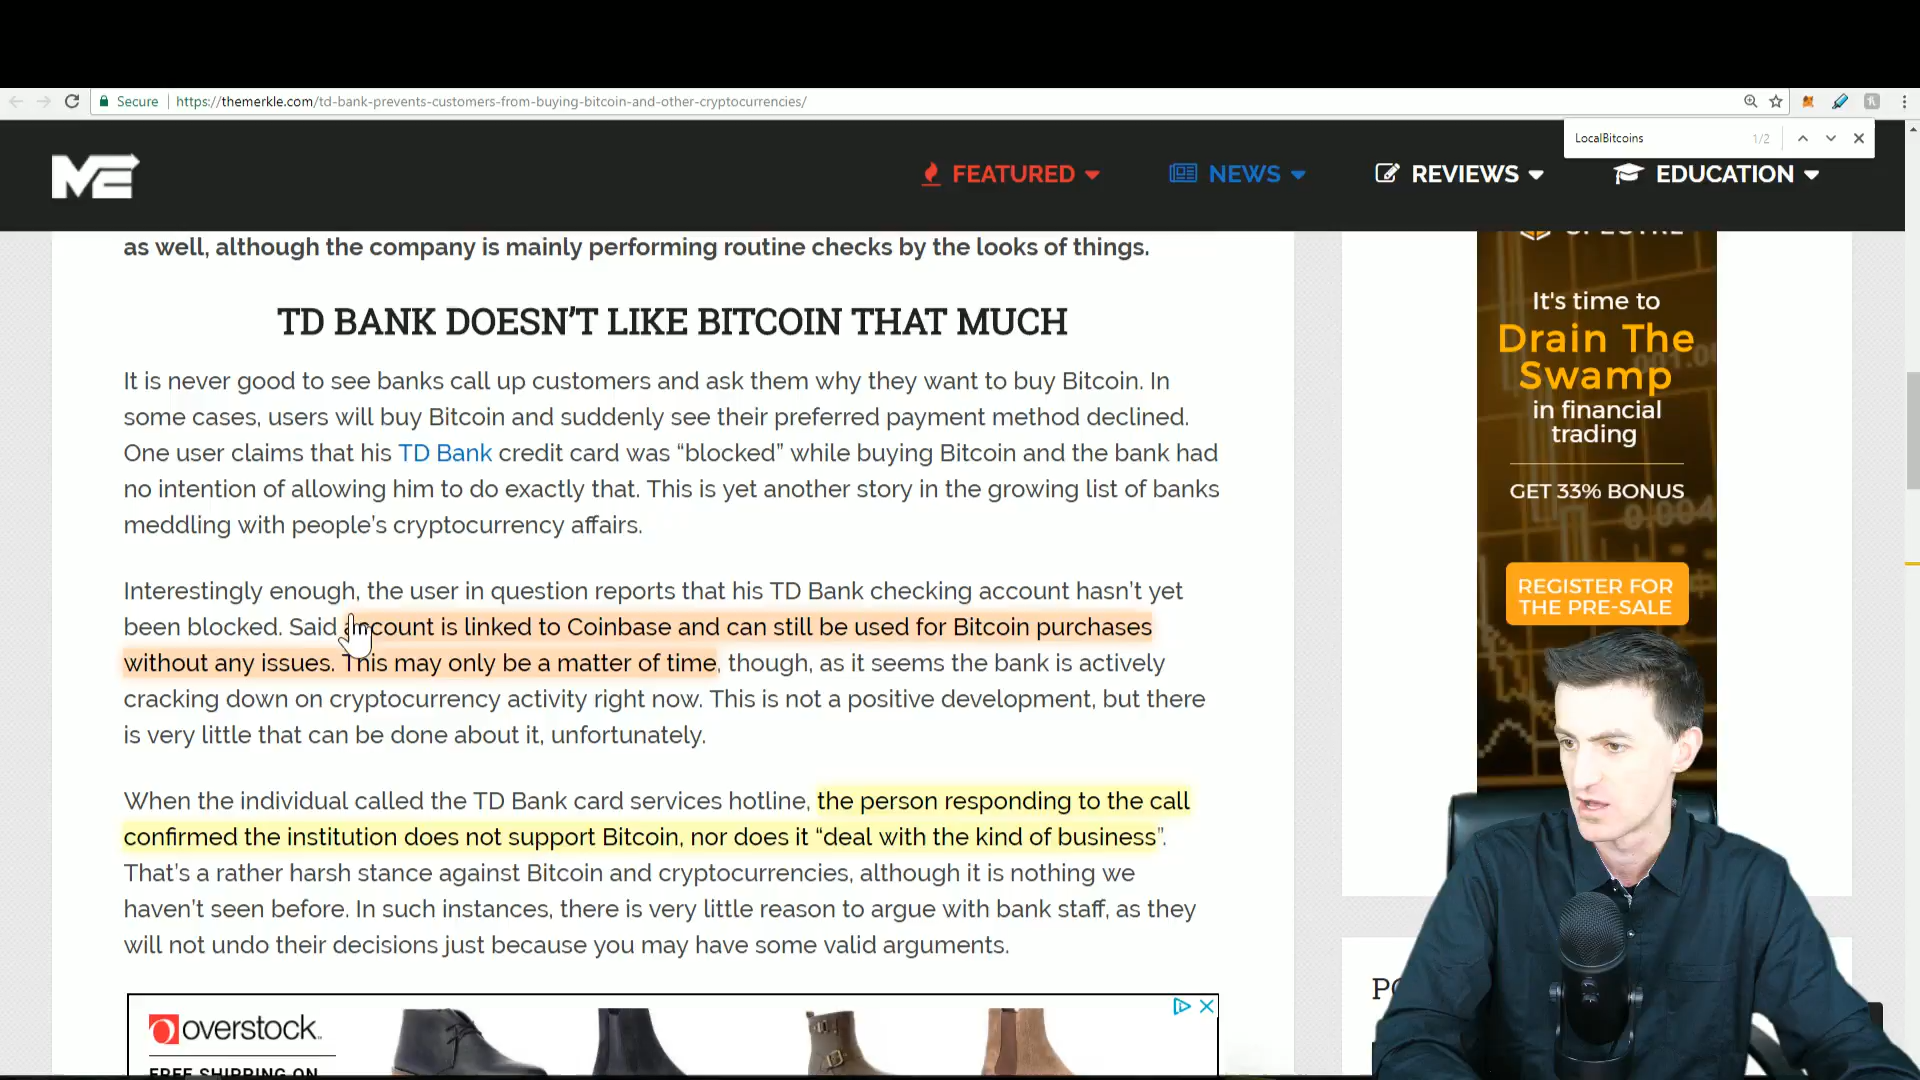 Secure
https://themerkle.com/td-bank-prevents-customers-from-buying-bitcoin-and-other-cryptocurrencies/
LocalBitcoins 1/2
ME
FEATURED NEWS REVIEWS EDUCATION
as well, although the company is mainly performing routine checks by the looks of things.
TD BANK DOESN'T LIKE BITCOIN THAT MUCH
It is never good to see banks call up customers and ask them why they want to buy Bitcoin. In
some cases, users will buy Bitcoin and suddenly see their preferred payment method declined.
One user claims that his TD Bank credit card was “blocked” while buying Bitcoin and the bank had
no intention of allowing him to do exactly that. This is yet another story in the growing list of banks
meddling with people's cryptocurrency affairs.
Interestingly enough, the user in question reports that his TD Bank checking account hasn't yet
been blocked. Said account is linked to Coinbase and can still be used for Bitcoin purchases
without any issues. This may only be a matter of time, though, as it seems the bank is actively
cracking down on cryptocurrency activity right now. This is not a positive development, but there
is very little that can be done about it, unfortunately.
When the individual called the TD Bank card services hotline, the person responding to the call
confirmed the institution does not support Bitcoin, nor does it “deal with the kind of business”.
That's a rather harsh stance against Bitcoin and cryptocurrencies, although it is nothing we
haven't seen before. In such instances, there is very little reason to argue with bank staff, as they
will not undo their decisions just because you may have some valid arguments.
overstock.
FREE SHIPPING ON
It's time to
Drain The
Swamp
in financial
trading
GET 33% BONUS
REGISTER FOR
THE PRE-SALE